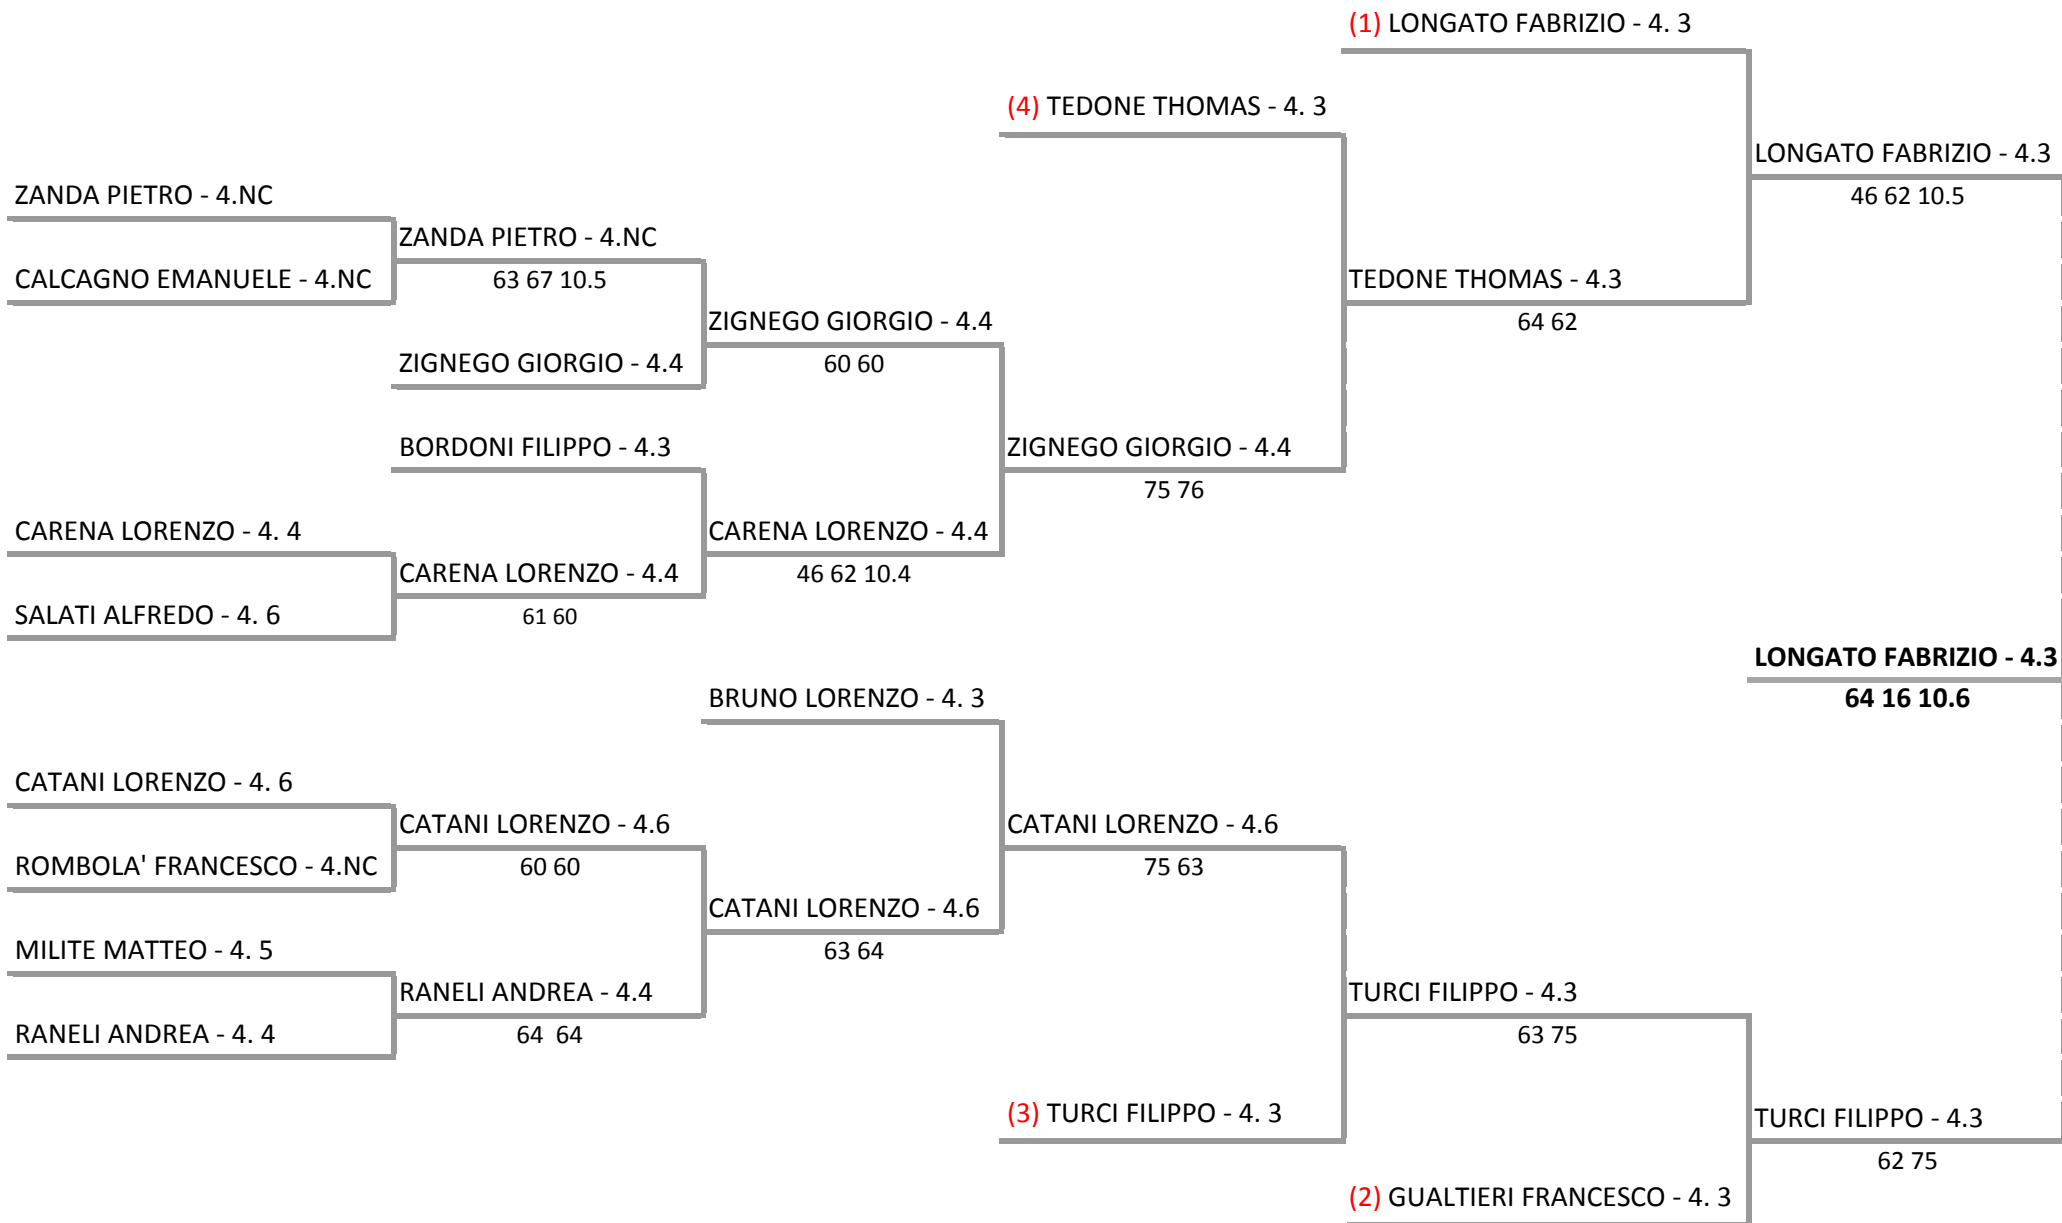 (1) LONGATO FABRIZIO - 4. 3
(4) TEDONE THOMAS - 4. 3
LONGATO FABRIZIO - 4.3
46 62 10.5
ZANDA PIETRO - 4.NC
ZANDA PIETRO - 4.NC
63 67 10.5
CALCAGNO EMANUELE - 4.NC
TEDONE THOMAS - 4.3
64 62
ZIGNEGO GIORGIO - 4.4
60 60
ZIGNEGO GIORGIO - 4.4
BORDONI FILIPPO - 4.3
ZIGNEGO GIORGIO - 4.4
75 76
CARENA LORENZO - 4. 4
CARENA LORENZO - 4.4
46 62 10.4
CARENA LORENZO - 4.4
61 60
SALATI ALFREDO - 4. 6
LONGATO FABRIZIO - 4.3
64 16 10.6
BRUNO LORENZO - 4. 3
CATANI LORENZO - 4. 6
CATANI LORENZO - 4.6
60 60
CATANI LORENZO - 4.6
75 63
ROMBOLA' FRANCESCO - 4.NC
CATANI LORENZO - 4.6
63 64
MILITE MATTEO - 4. 5
RANELI ANDREA - 4.4
64  64
TURCI FILIPPO - 4.3
63 75
RANELI ANDREA - 4. 4
(3) TURCI FILIPPO - 4. 3
TURCI FILIPPO - 4.3
62 75
(2) GUALTIERI FRANCESCO - 4. 3